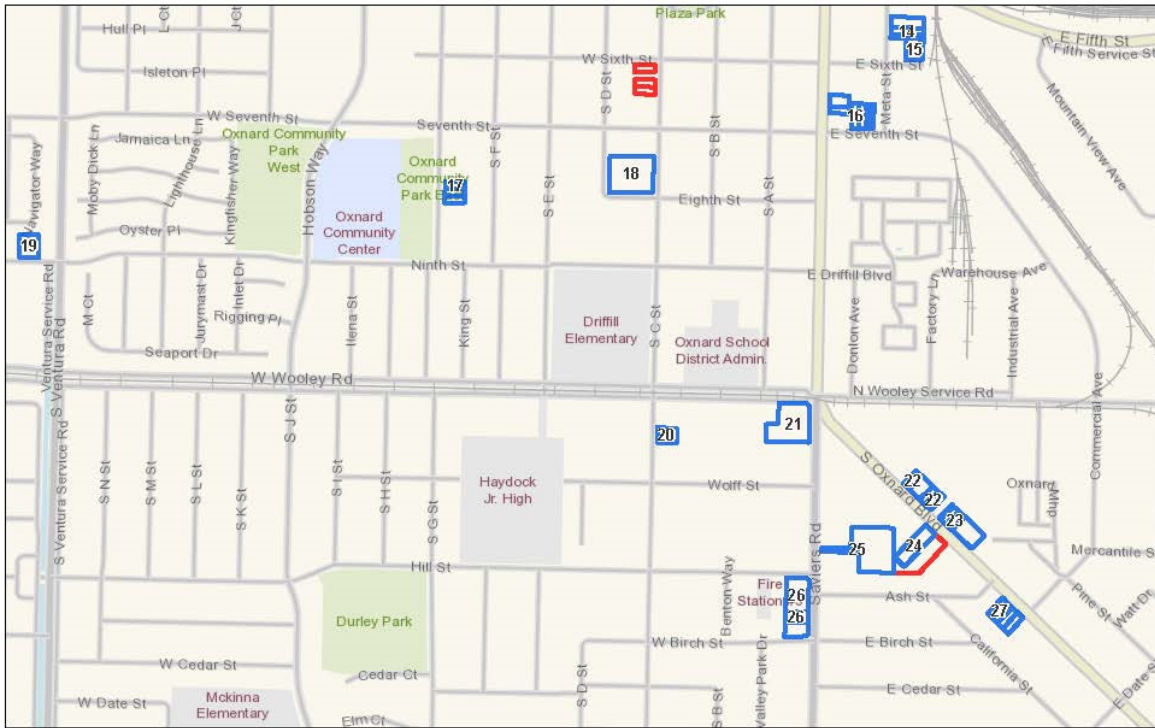 Plaza Park
Hull Pl
L Ct
J Ct
14
15
E Fifth St
E Fifth Service St
Isleton Pl
W Sixth St
E Sixth St
S D St
Meta St
16
Mountain View Ave
W Seventh St
Seventh St
E Seventh St
Jamaica Ln
Oxnard Community
Park
West
Moby Dick Ln
Lighthouse Ln
Kingfisher Way
Hobson Way
Oxnard
Community
Park
17
S F St
S E St
S B St
18
Eighth St
S A St
Navigator Way
19
Oyster Pl
Oxnard
Community
Center
Ninth St
E Driffill Blvd
Warehouse Ave
Ventura Service Rd
S Ventura Rd
M Ct
Jurymast Dr
Inlet Dr
Rigging Pl
Ilena St
King St
Driffill
Elementary
S C St
Oxnard School
District Admin.
Donlon Ave
Factory Ln
Industrial Ave
Commercial Ave
Seaport Dr
W Wooley Rd
N Wooley Service Rd
S Ventura Service Rd
S J St
20
21
S N St
S M St
S L St
S K St
S I St
S H St
S G St
Haydock
Jr. High
Wolff St
S Oxnard Blvd
22
22
23
Oxnard
Mhp
24
25
Mercantile S
Hill St
Benton Way
Fire
Station
26
26
Saviers Rd
Ash St
27
Pine St
Watt Dr
Durley Park
W Birch St
E Birch St
California St
W Cedar St
Cedar Ct
S D St
S B St
Valley Park Dr
E Cedar St
E Date S
W Date St
Mckinna
Elementary
Elm Ct